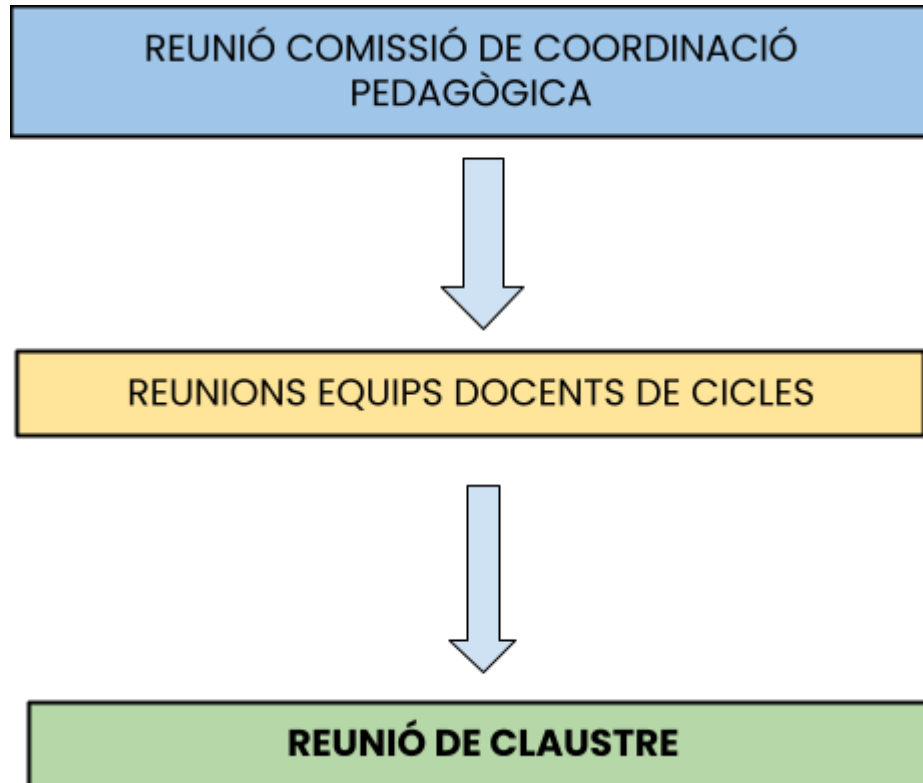 REUNIÓ COMISSIÓ DE COORDINACIÓ
PEDAGÒGICA
REUNIONS EQUIPS DOCENTS DE CICLES
REUNIÓ DE CLAUSTRE